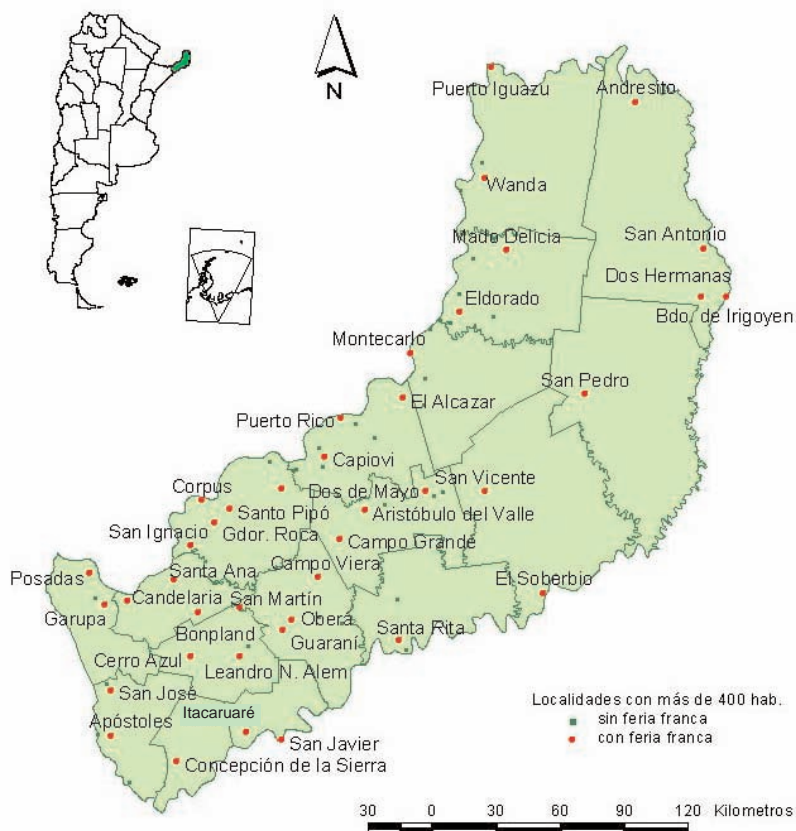 N
Puerto Iguazú
Andresito
Wanda
Mado Delicia
San Antonio
Dos Hermanas
Eldorado
Bdo. de Irigoyen
Montecarlo
San Pedro
El Alcazar
Puerto Rico
Capiovi
San Vicente
Dos de Mayo
Corpus
Santo Pipó
Aristóbulo del Valle
San Ignacio
Gdor. Roca
Campo Grande
Santa Ana
Campo Viera
Posadas
El Soberbio
Candelaria
San Martín
Garupa
Oberá
Bonpland
Guaraní
Santa Rita
Cerro Azul
Leandro N. Alem
San José
Itacaruaré
Apóstoles
San Javier
Concepción de la Sierra
Localidades con más de 400 hab.
sin feria franca
con feria franca
30 0 30 60 90 120 Kilometros